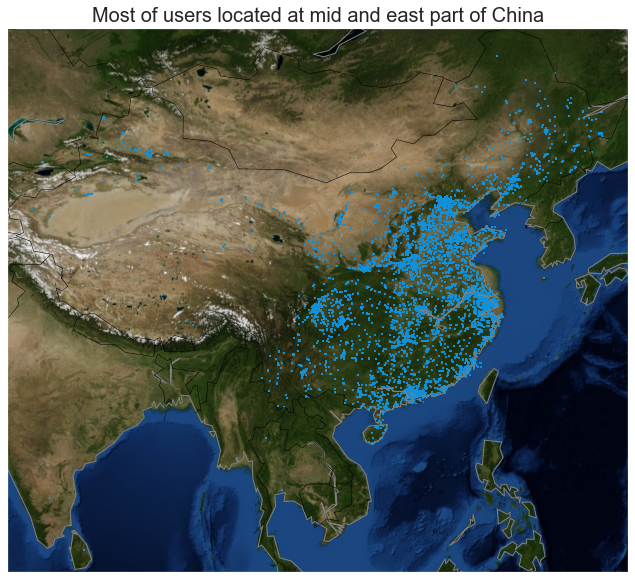 Most of users located at mid and east part of China